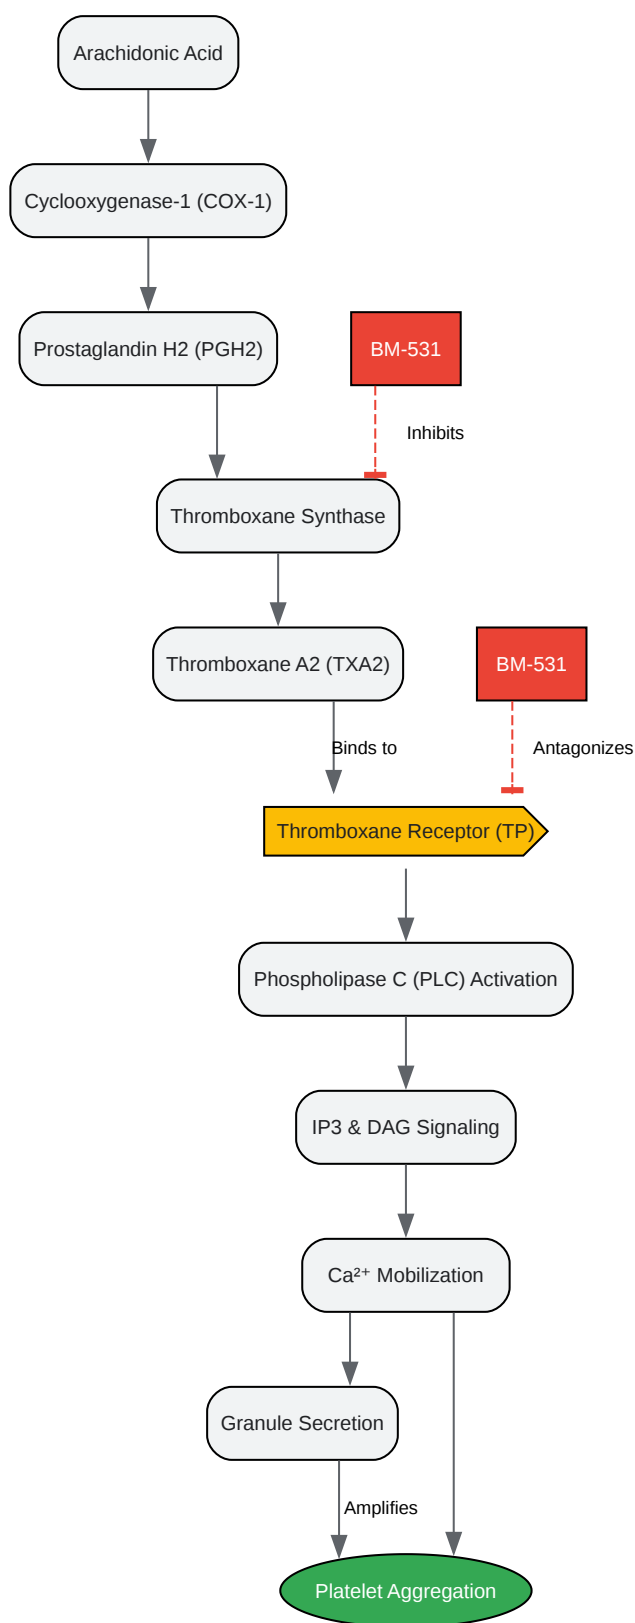 Arachidonic Acid
Cyclooxygenase-1 (COX-1)
Prostaglandin H2 (PGH2)
BM-531
Inhibits
Thromboxane Synthase
Thromboxane A2 (TXA2)
BM-531
Binds to
Antagonizes
Thromboxane Receptor (TP)
Phospholipase C (PLC) Activation
IP3 & DAG Signaling
Ca²⁺ Mobilization
Granule Secretion
Amplifies
Platelet Aggregation